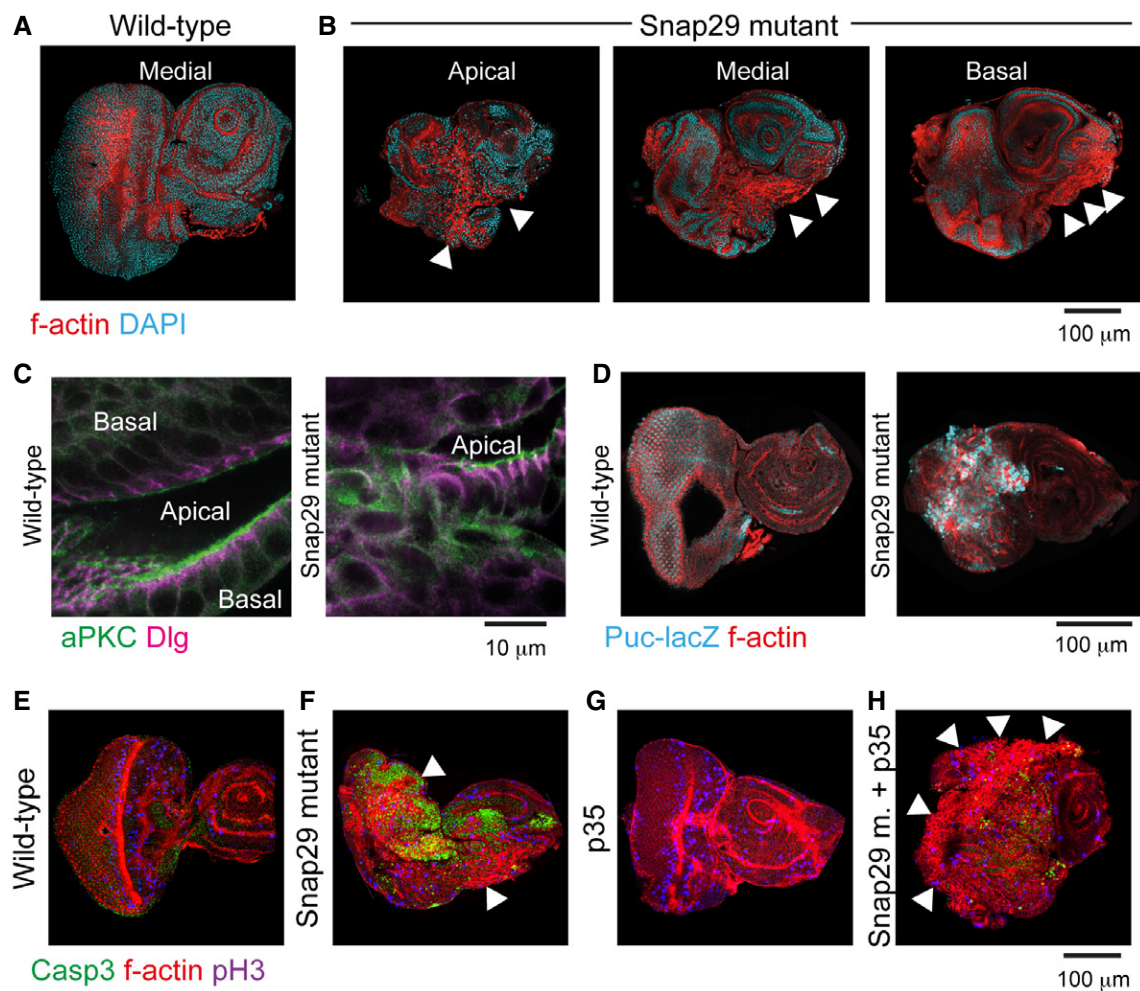 A
Wild-type
Medial
B
Snap29 mutant
Apical
Medial
Basal
f-actin DAPI
100 μm
C
Wild-type
Basal
Apical
Basal
Snap29 mutant
Apical
aPKC Dlg
10 μm
D
Wild-type
Snap29 mutant
Puc-lacZ f-actin
100 μm
E
Wild-type
F
Snap29 mutant
G
p35
H
Snap29 m. + p35
Casp3 f-actin pH3
100 μm